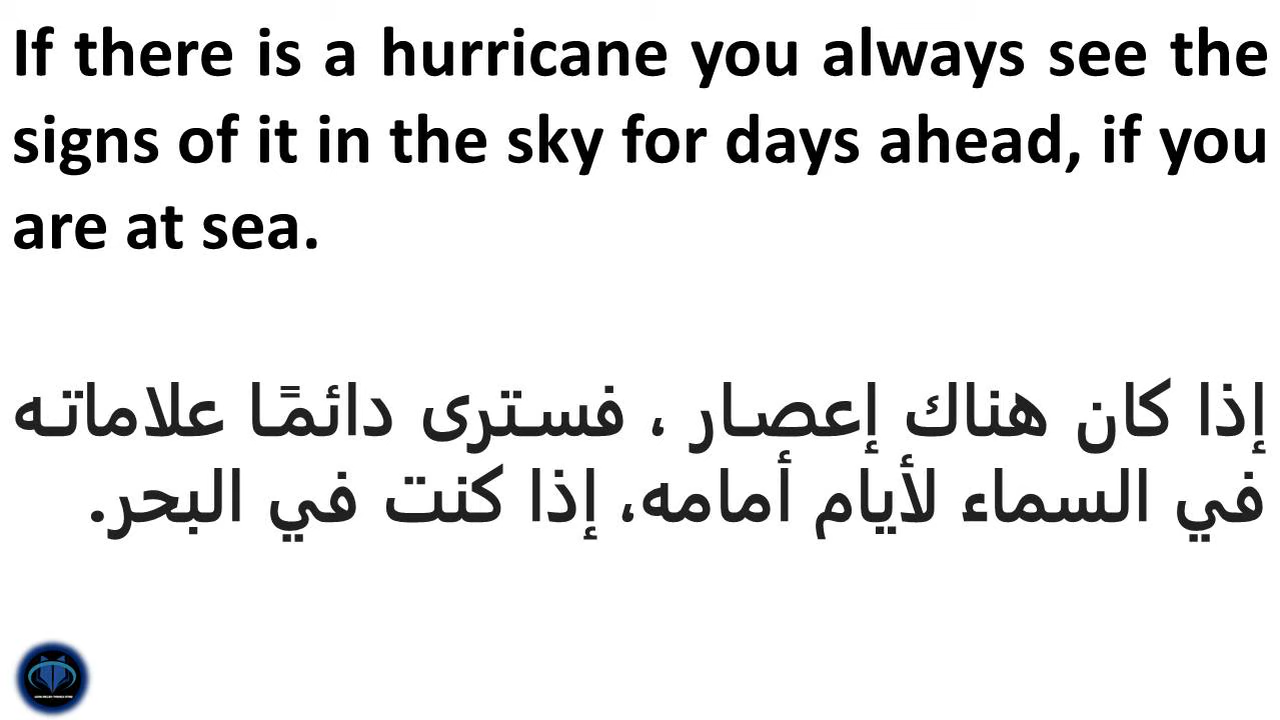 If there is a hurricane you always see the
signs of it in the sky for days ahead, if you
are at sea.
إذا كان هناك إعصار ، فسترى دائمًا علاماته
في السماء لأيام أمامه، إذا كنت في البحر.